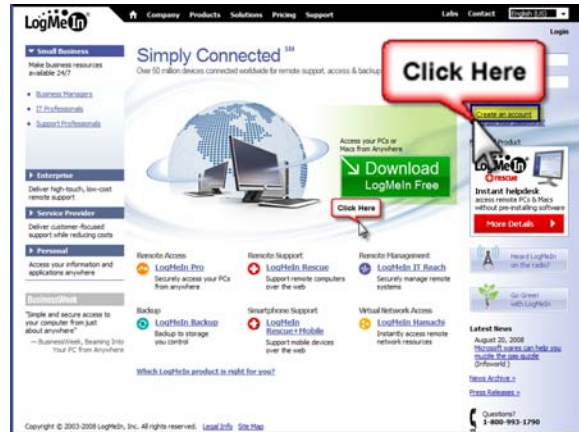 LogMeIn
Company Products Solutions Pricing Support
Labs Contact English (US)
Login
Small Business
Make business resources
available 24/7
Business Managers
IT Professionals
Support Professionals
Enterprise
Deliver high-touch, low-cost
remote support
Service Provider
Deliver customer-focused
support while reducing costs
Personal
Access your information and
applications anywhere
BusinessWeek
"Simple and secure access to
your computer from just
about anywhere"
— BusinessWeek, Beaming Into
Your PC from Anywhere
Simply Connected SM
Over 50 million devices connected worldwide for remote support, access & backup
Access your PCs or
Macs from Anywhere
Download
LogMeIn Free
Click Here
Click Here
Create an account
Product
LogMeIn
rescue
Instant helpdesk
access remote PCs & Macs
without pre-installing software
More Details
Remote Access
LogMeIn Pro
Securely access your PCs
from anywhere
Remote Support
LogMeIn Rescue
Support remote computers
over the web
Remote Management
LogMeIn IT Reach
Securely manage remote
systems
Backup
LogMeIn Backup
Backup to storage
you control
Smartphone Support
LogMeIn
Rescue+Mobile
Support mobile devices
over the web
Virtual Network Access
LogMeIn Hamachi
Instantly access remote
network resources
Which LogMeIn product is right for you?
Heard LogMeIn
on the radio?
Go Green
with LogMeIn
Latest News
August 20, 2008
Microsoft wares can help you
muzzle the gas guzzle
(Infoworld )
News Archive »
Press Releases »
Questions?
1-800-993-1790
Copyright © 2003-2008 LogMeIn, Inc. All rights reserved. Legal Info Site Map